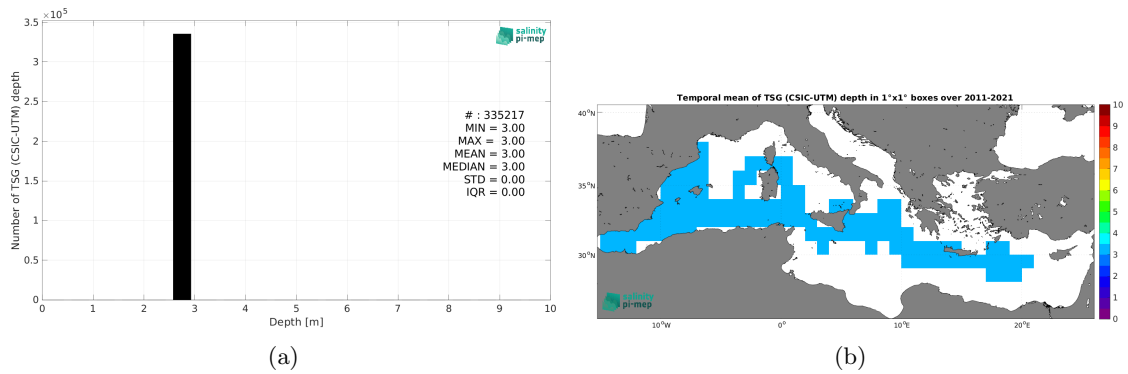 ×10⁵
3.5
3
2.5
2
1.5
1
0.5
0
Number of TSG (CSIC-UTM) depth
salinity
pi-mep
# : 335217
MIN = 3.00
MAX = 3.00
MEAN = 3.00
MEDIAN = 3.00
STD = 0.00
IQR = 0.00
0 1 2 3 4 5 6 7 8 9 10
Depth [m]
(a)
Temporal mean of TSG (CSIC-UTM) depth in 1°x1° boxes over 2011-2021
40°N
35°N
30°N
10°W 0° 10°E 20°E
salinity
pi-mep
10
9
8
7
6
5
4
3
2
1
0
(b)